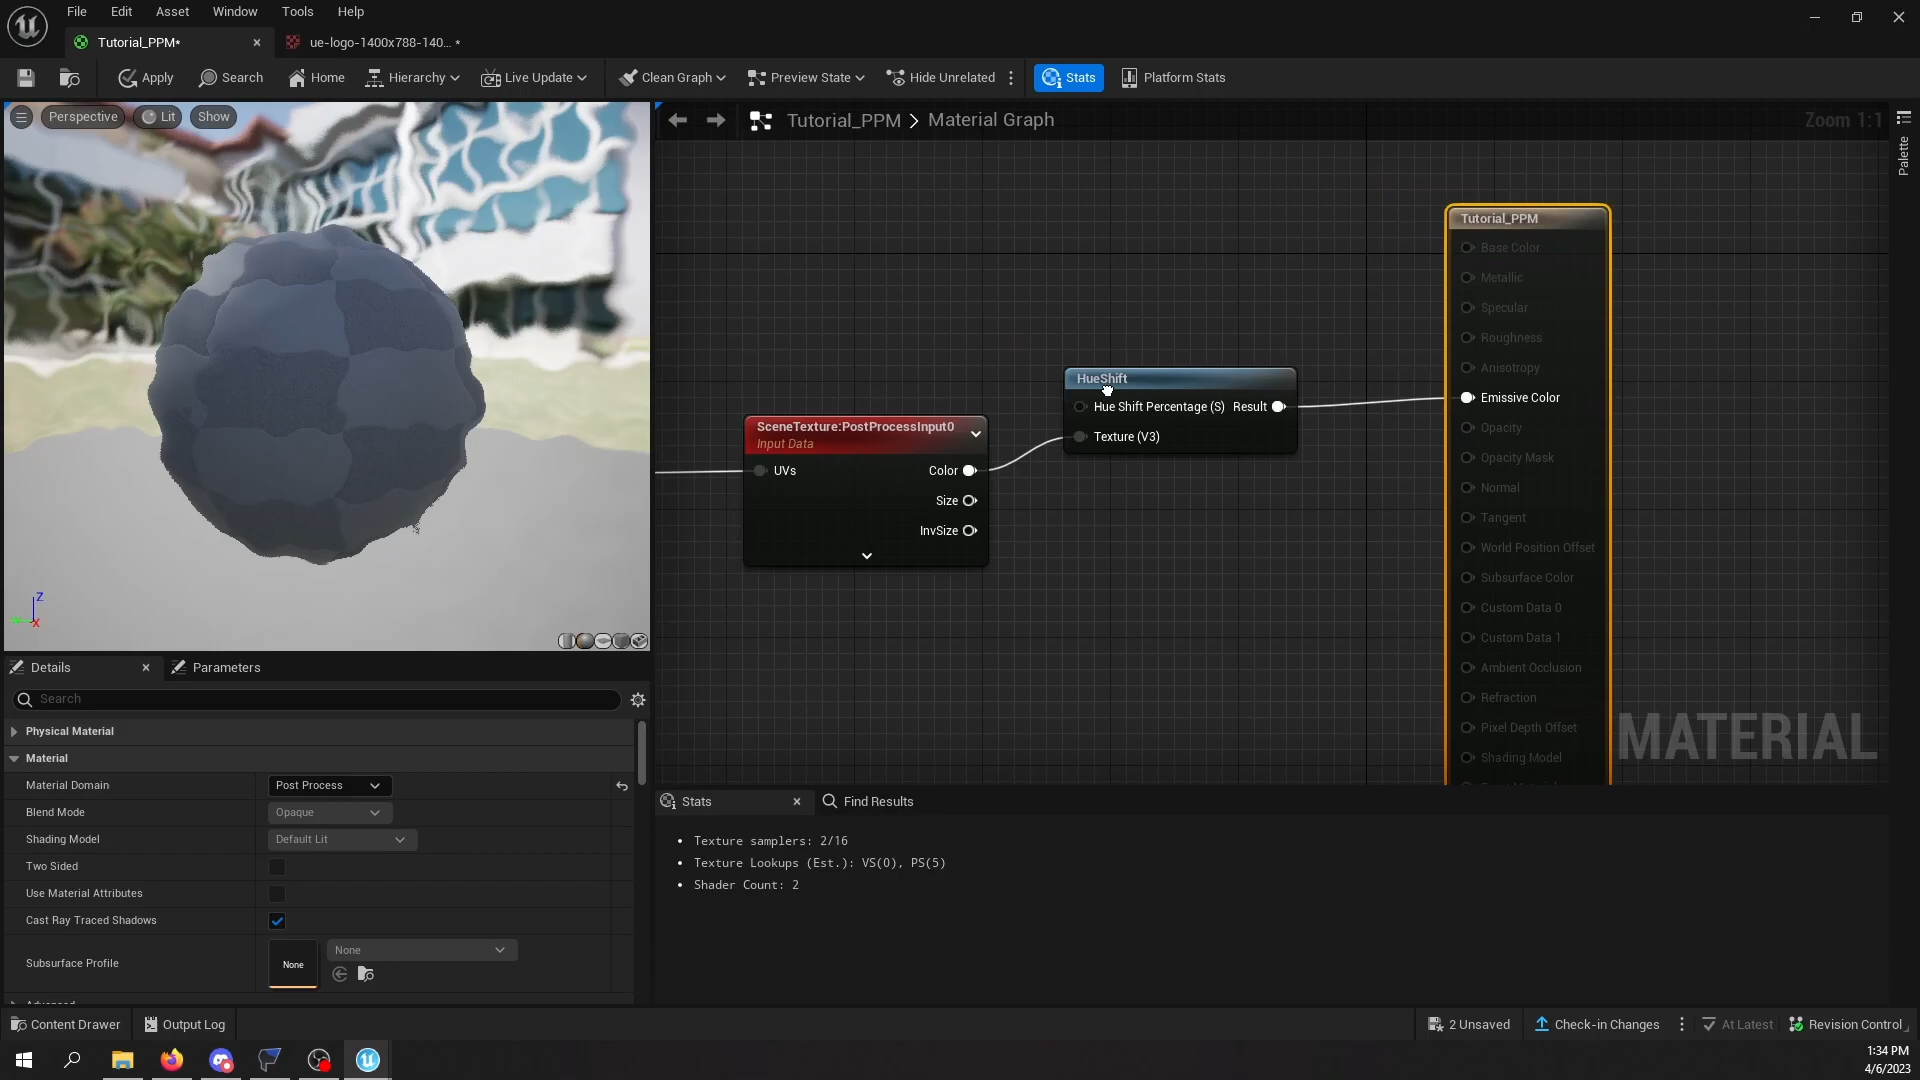 File Edit Asset Window Tools Help
Tutorial_PPM* ue-logo-1400x788-140... *
Apply Search Home Hierarchy Live Update Clean Graph Preview State Hide Unrelated Stats Platform Stats
Perspective Lit Show
Tutorial_PPM > Material Graph
Zoom 1:1
Palette
Tutorial_PPM
Base Color
Metallic
Specular
Roughness
Anisotropy
Emissive Color
Opacity
Opacity Mask
Normal
Tangent
World Position Offset
Subsurface Color
Custom Data 0
Custom Data 1
Ambient Occlusion
Refraction
Pixel Depth Offset
Shading Model
HueShift
Hue Shift Percentage (S) Result
Texture (V3)
SceneTexture:PostProcessInput0
Input Data
UVs Color
Size
InvSize
MATERIAL
Z
X
Details Parameters
Search
Physical Material
Material
Material Domain Post Process
Blend Mode Opaque
Shading Model Default Lit
Two Sided
Use Material Attributes
Cast Ray Traced Shadows
Subsurface Profile None None
Stats Find Results
• Texture samplers: 2/16
• Texture Lookups (Est.): VS(0), PS(5)
• Shader Count: 2
Content Drawer Output Log 2 Unsaved Check-in Changes At Latest Revision Control
1:34 PM
4/6/2023